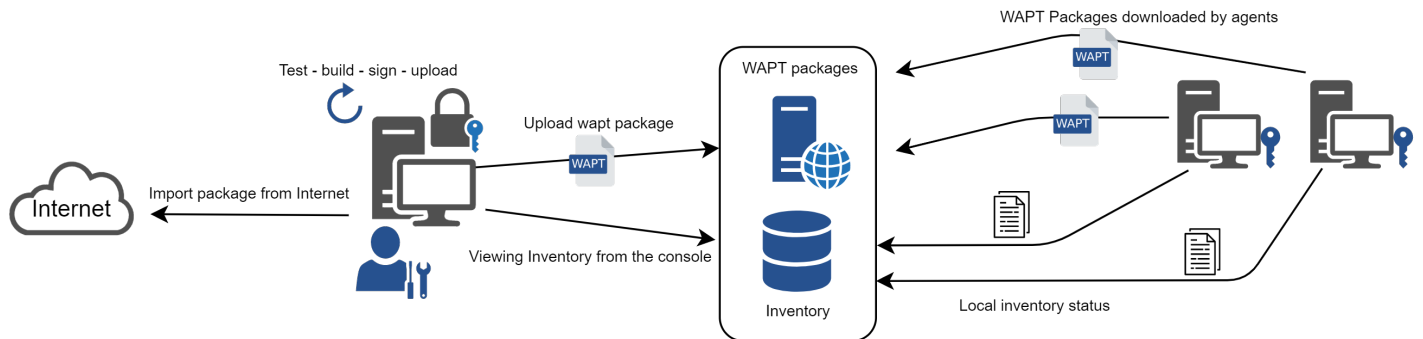 WAPT Packages downloaded by agents
WAPT
Test - build - sign - upload
WAPT packages
Upload wapt package
WAPT
WAPT
Import package from Internet
Internet
Viewing Inventory from the console
Inventory
Local inventory status